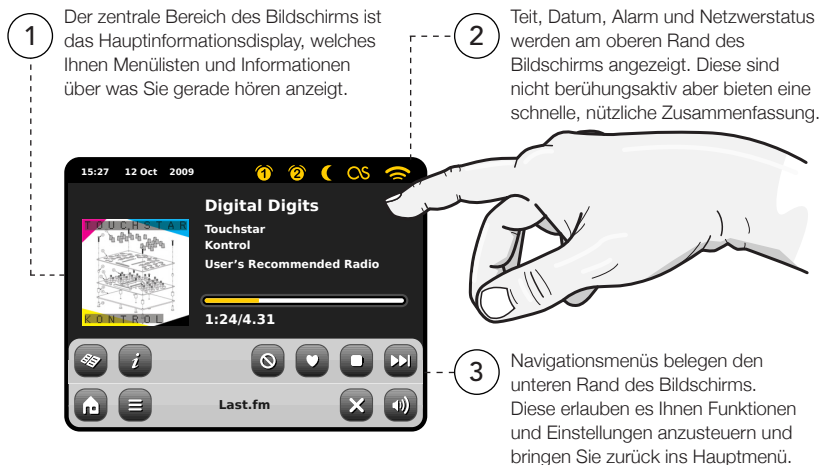 1
Der zentrale Bereich des Bildschirms ist
das Hauptinformationsdisplay, welches
Ihnen Menülisten und Informationen
über was Sie gerade hören anzeigt.
2
Teit, Datum, Alarm und Netzwerstatus
werden am oberen Rand des
Bildschirms angezeigt. Diese sind
nicht berühungsaktiv aber bieten eine
schnelle, nützliche Zusammenfassung.
15:27 12 Oct 2009 1 2 as
Digital Digits
Touchstar
Kontrol
User's Recommended Radio
1:24/4.31
TOUCHSTAR
KONTROL
i
Last.fm
3
Navigationsmenüs belegen den
unteren Rand des Bildschirms.
Diese erlauben es Ihnen Funktionen
und Einstellungen anzusteuern und
bringen Sie zurück ins Hauptmenü.